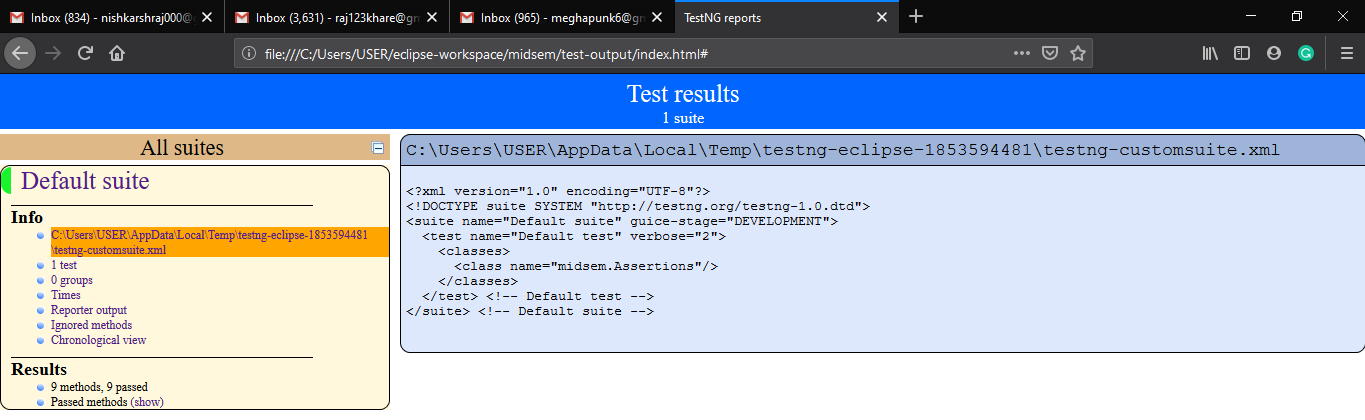 Inbox (834) - nishkarshraj000@
Inbox (3,631) - raj123khare@gm
Inbox (965) - meghapunk6@gm
TestNG reports
file:///C:/Users/USER/eclipse-workspace/midsem/test-output/index.html#
Test results
1 suite
All suites
Default suite
Info
C:\Users\USER\AppData\Local\Temp\testng-eclipse-1853594481
\testng-customsuite.xml
1 test
0 groups
Times
Reporter output
Ignored methods
Chronological view
Results
9 methods, 9 passed
Passed methods (show)
C:\Users\USER\AppData\Local\Temp\testng-eclipse-1853594481\testng-customsuite.xml
<?xml version="1.0" encoding="UTF-8"?>
<!DOCTYPE suite SYSTEM "http://testng.org/testng-1.0.dtd">
<suite name="Default suite" guice-stage="DEVELOPMENT">
  <test name="Default test" verbose="2">
    <classes>
      <class name="midsem.Assertions"/>
    </classes>
  </test> <!-- Default test -->
</suite> <!-- Default suite -->